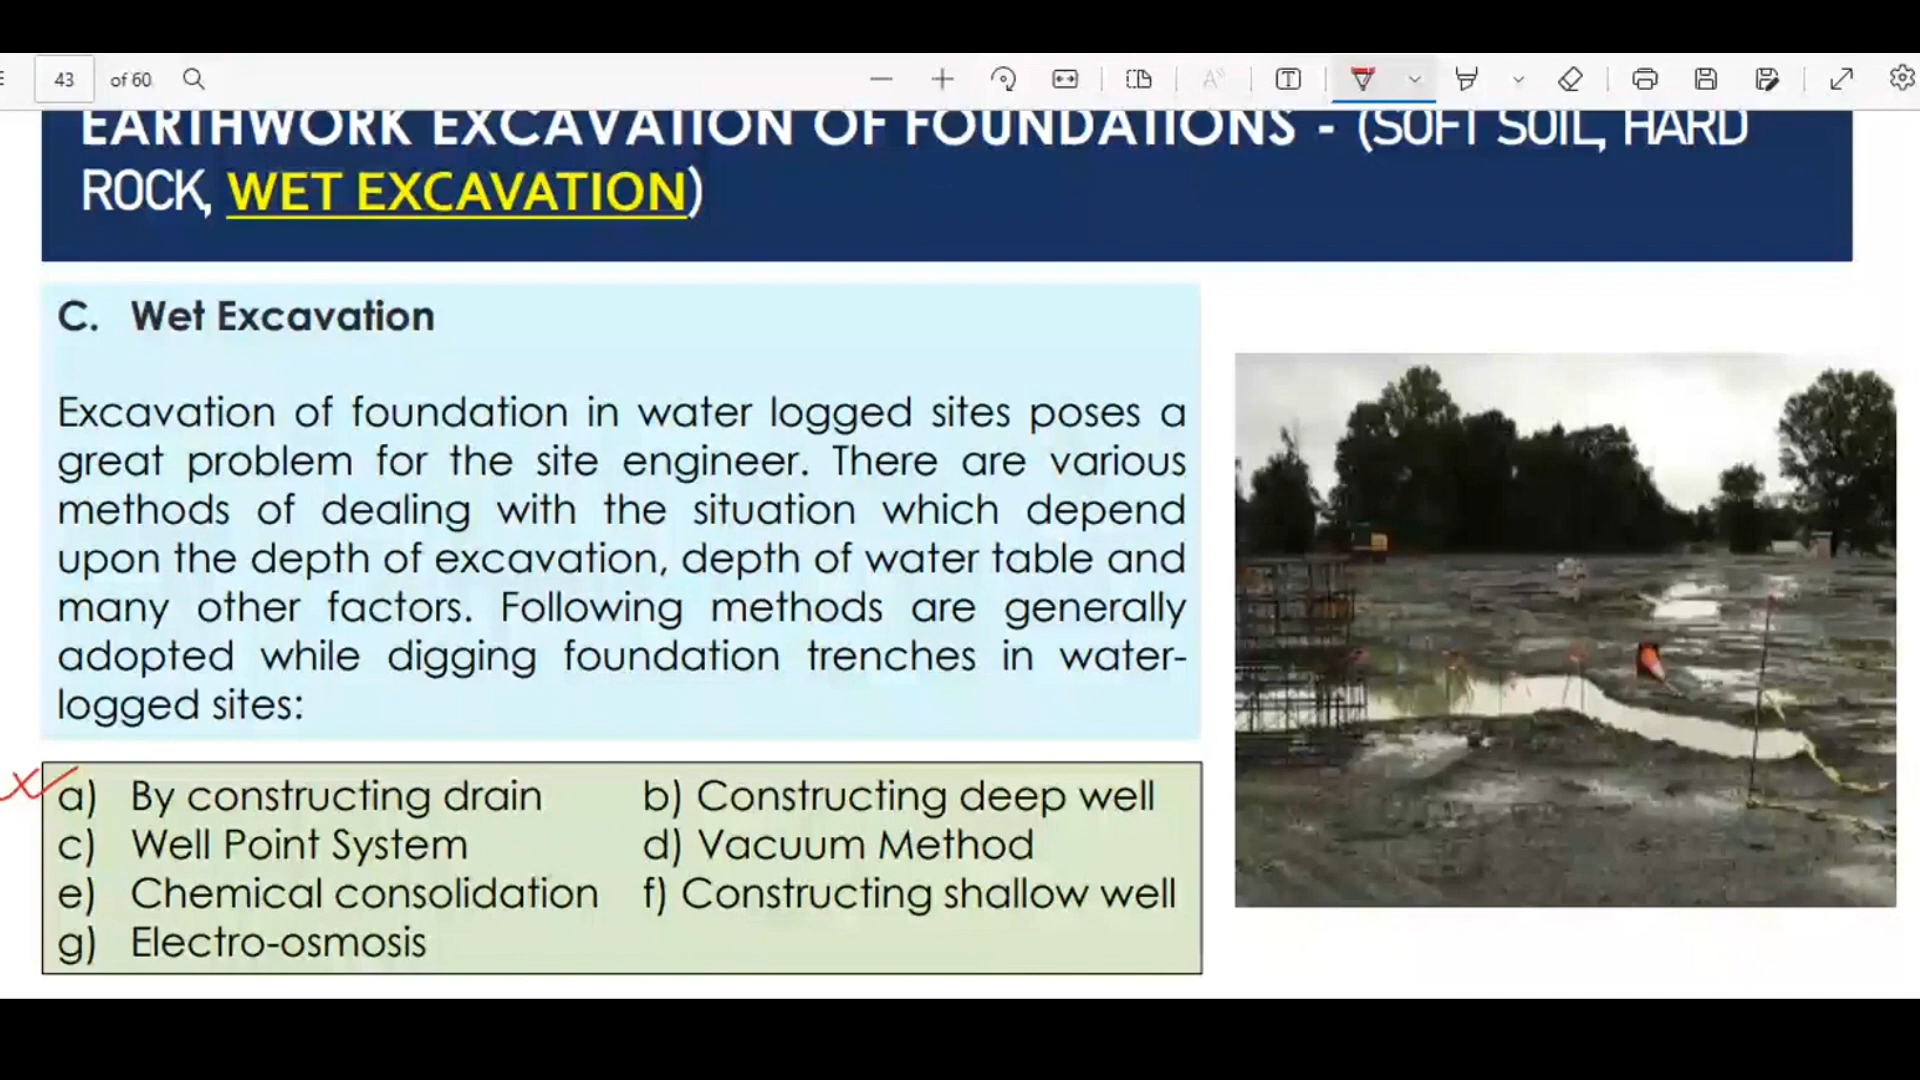 43 of 60
EARTHWORK EXCAVATION OF FOUNDATIONS - (SOFT SOIL, HARD
ROCK, WET EXCAVATION)
C. Wet Excavation
Excavation of foundation in water logged sites poses a
great problem for the site engineer. There are various
methods of dealing with the situation which depend
upon the depth of excavation, depth of water table and
many other factors. Following methods are generally
adopted while digging foundation trenches in water-
logged sites:
a) By constructing drain b) Constructing deep well
c) Well Point System d) Vacuum Method
e) Chemical consolidation f) Constructing shallow well
g) Electro-osmosis